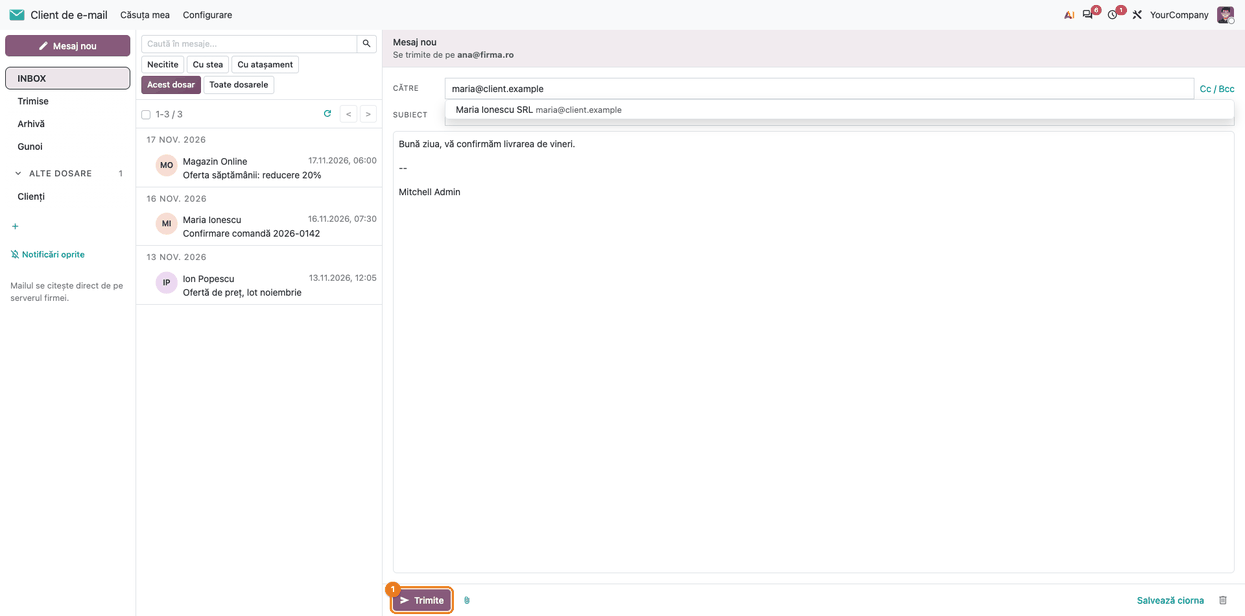 Client de e-mail
Căsuța mea
Configurare
AI
6
1
YourCompany
Mesaj nou
INBOX
Trimise
Arhivă
Gunoi
ALTE DOSARE 1
Clienți
+
Notificări oprite
Mailul se citește direct de pe
serverul firmei.
Caută în mesaje...
Necitite
Cu stea
Cu atașament
Acest dosar
Toate dosarele
1-3 / 3
< >
17 NOV. 2026
MO
Magazin Online 17.11.2026, 06:00
Oferta săptămânii: reducere 20%
16 NOV. 2026
MI
Maria Ionescu 16.11.2026, 07:30
Confirmare comandă 2026-0142
13 NOV. 2026
IP
Ion Popescu 13.11.2026, 12:05
Ofertă de preț, lot noiembrie
Mesaj nou
Se trimite de pe ana@firma.ro
CĂTRE maria@client.example Cc / Bcc
Maria Ionescu SRL maria@client.example
SUBIECT
Bună ziua, vă confirmăm livrarea de vineri.
--
Mitchell Admin
1
Trimite
Salvează ciorna